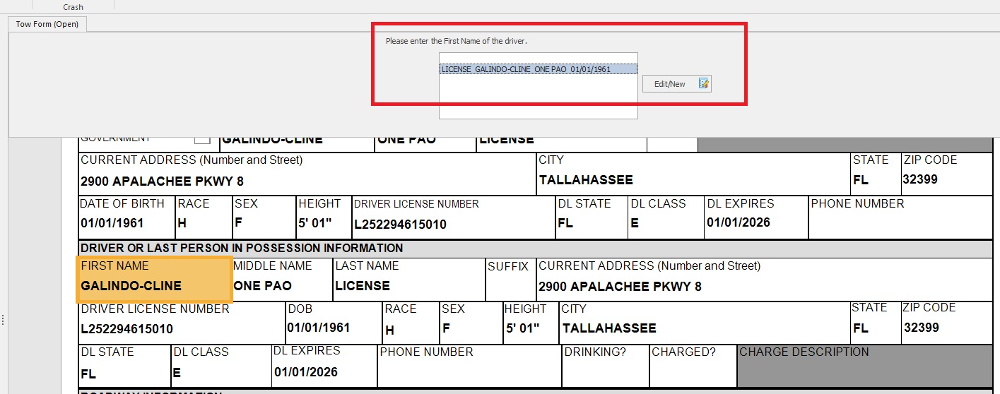 Crash
Tow Form (Open)
Please enter the First Name of the driver.
LICENSE GALINDO-CLINE ONE PAO 01/01/1961
Edit/New
GOVERNMENT GALINDO-CLINE ONE PAO LICENSE
CURRENT ADDRESS (Number and Street) CITY STATE ZIP CODE
2900 APALACHEE PKWY 8 TALLAHASSEE FL 32399
DATE OF BIRTH RACE SEX HEIGHT DRIVER LICENSE NUMBER DL STATE DL CLASS DL EXPIRES PHONE NUMBER
01/01/1961 H F 5' 01" L252294615010 FL E 01/01/2026
DRIVER OR LAST PERSON IN POSSESSION INFORMATION
FIRST NAME MIDDLE NAME LAST NAME SUFFIX CURRENT ADDRESS (Number and Street)
GALINDO-CLINE ONE PAO LICENSE 2900 APALACHEE PKWY 8
DRIVER LICENSE NUMBER DOB RACE SEX HEIGHT CITY STATE ZIP CODE
L252294615010 01/01/1961 H F 5' 01" TALLAHASSEE FL 32399
DL STATE DL CLASS DL EXPIRES PHONE NUMBER DRINKING? CHARGED? CHARGE DESCRIPTION
FL E 01/01/2026
ROADWAY INFORMATION